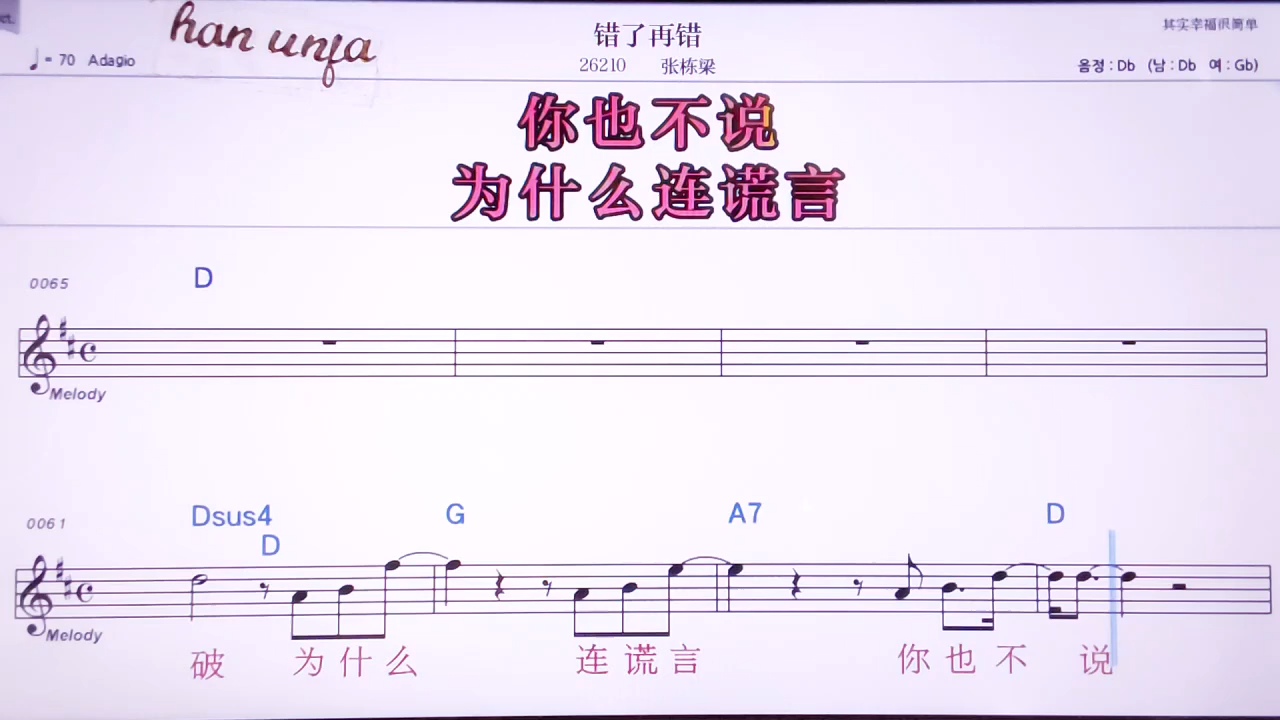 ct.
han unfa
错了再错
其实幸福很简单
♩= 70 Adagio
26210 张栋梁
음정 : Db (남 : Db 여 : Gb)
你也不说
为什么连谎言
0065
D
Melody
0061
Dsus4 G A7 D
D
Melody
破 为什么 连谎言 你也不 说